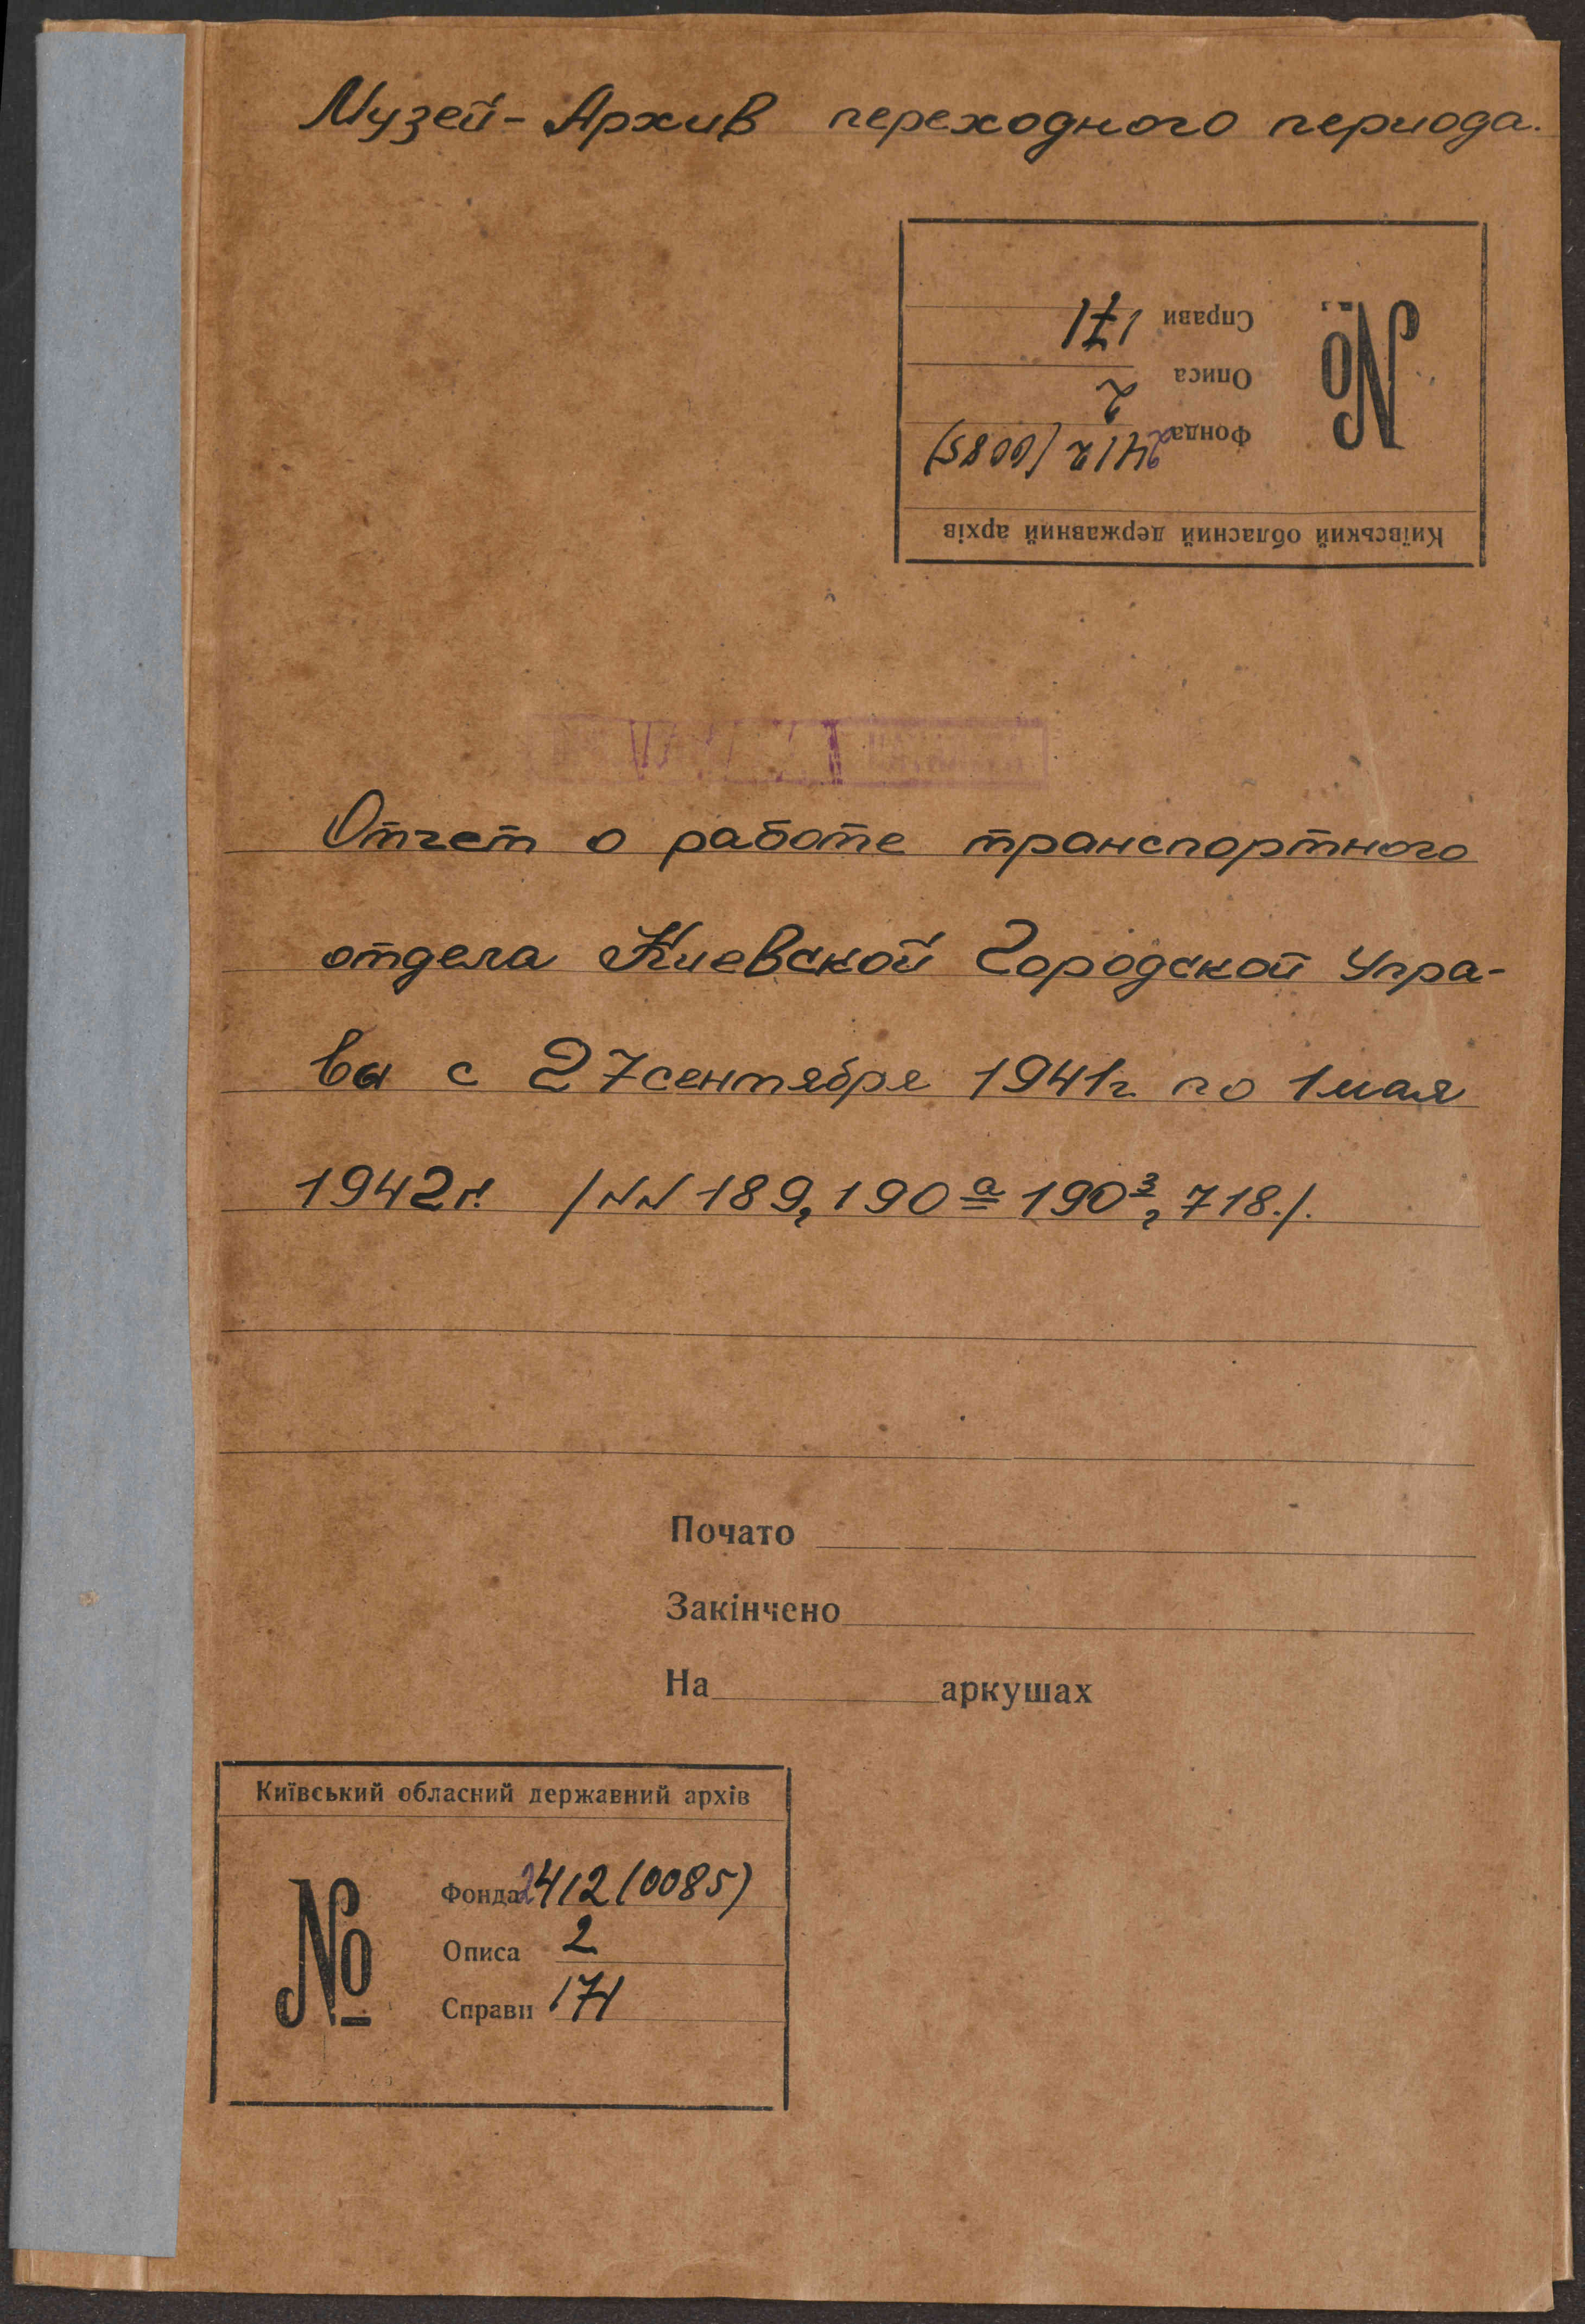 Музей-Архив переходного периода.
№
Справи 171
Описа 2
Фонда 2412 (0085)
Київський обласний державний архів
Отчет о работе транспортного
отдела Киевской Городской Упра-
вы с 27 сентября 1941г. по 1 мая
1942г. /NN 189, 190а 190з, 718./.
Почато
Закінчено
На аркушах
Київський обласний державний архів
№
Фонда 2412 (0085)
Описа 2
Справи 171